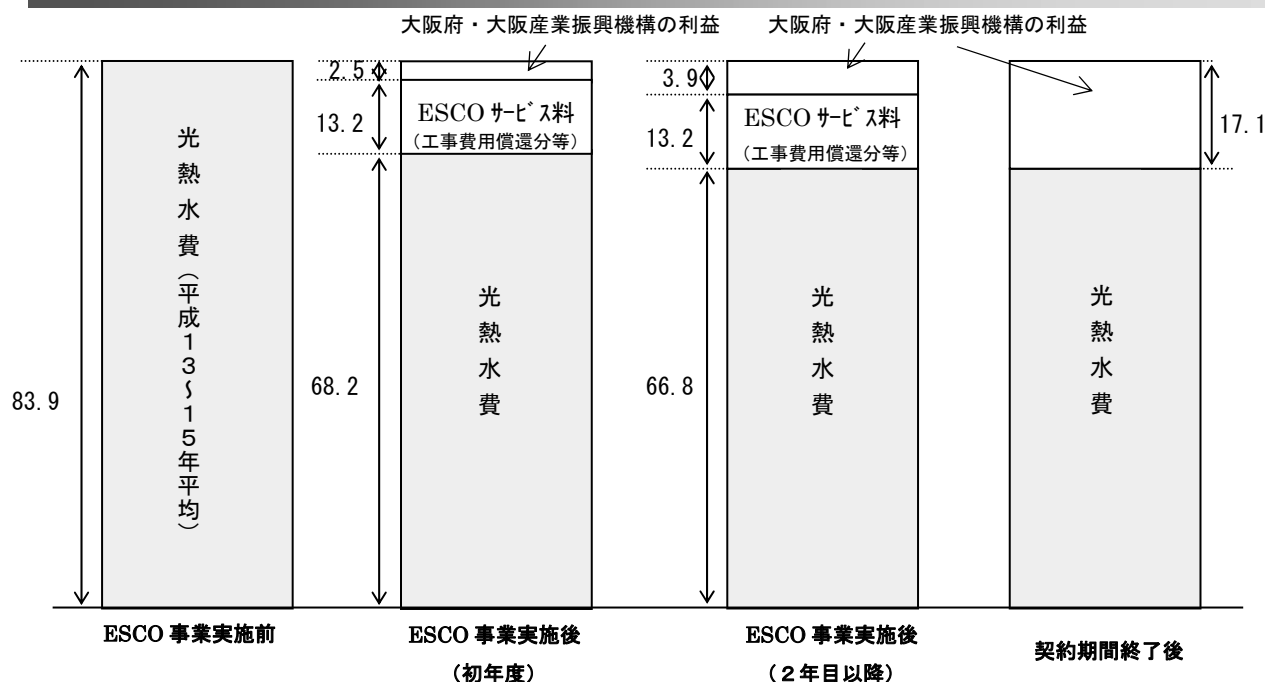 大阪府・大阪産業振興機構の利益
大阪府・大阪産業振興機構の利益
83.9
光熱水費(平成13~15年平均)
2.5
13.2
68.2
ESCO サービス料
(工事費用償還分等)
光熱水費
3.9
13.2
66.8
ESCO サービス料
(工事費用償還分等)
光熱水費
17.1
光熱水費
ESCO 事業実施前
ESCO 事業実施後
(初年度)
ESCO 事業実施後
(2年目以降)
契約期間終了後